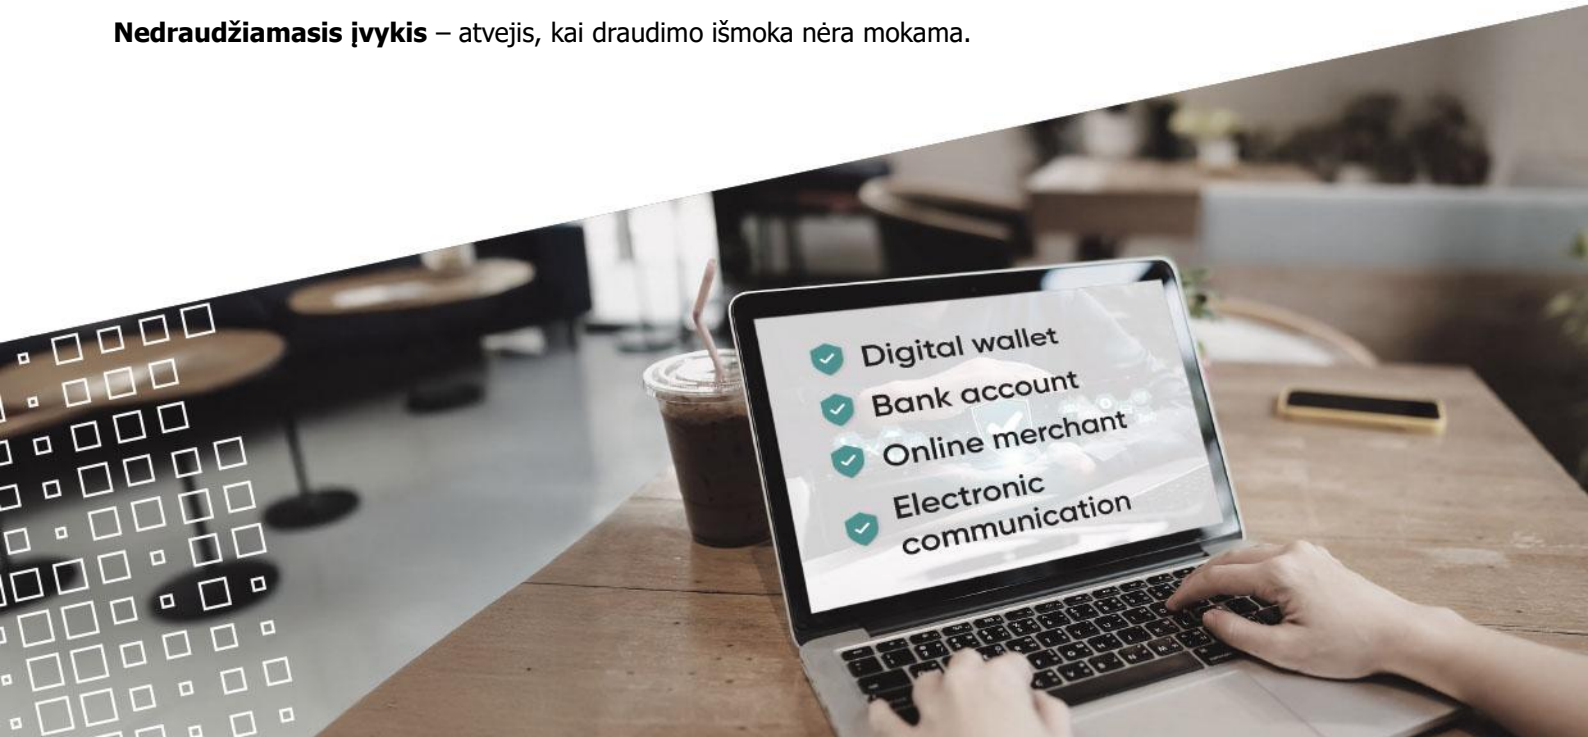 Nedraudžiamasis įvykis – atvejis, kai draudimo išmoka nėra mokama.
Digital wallet
Bank account
Online merchant
Electronic
communication